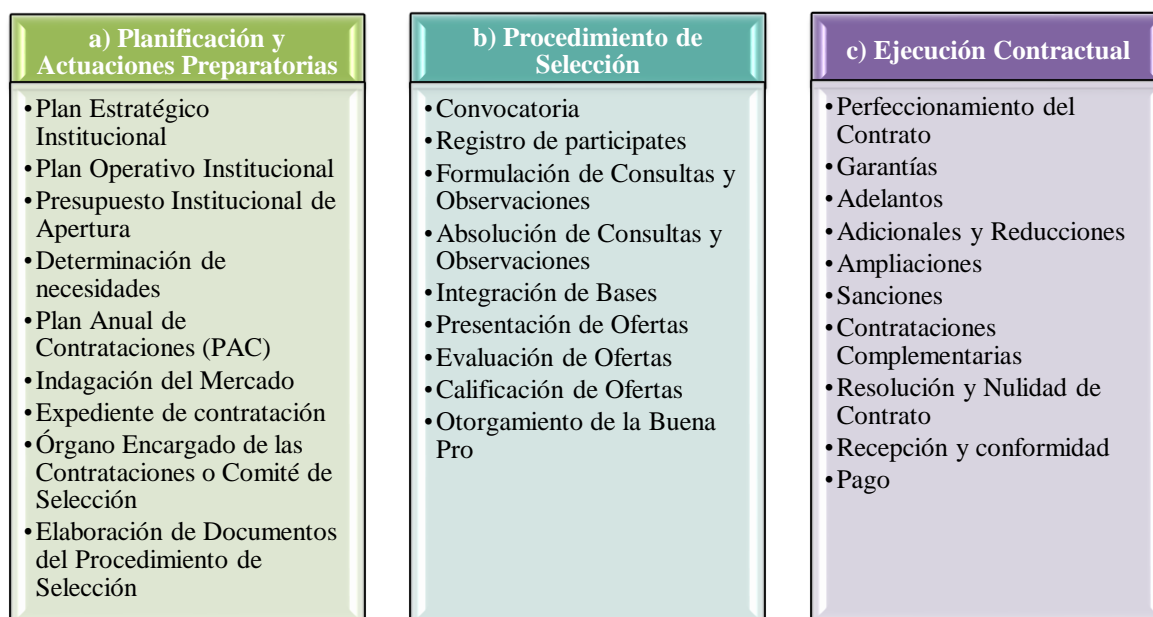 a) Planificación y
Actuaciones Preparatorias
•Plan Estratégico
Institucional
•Plan Operativo Institucional
•Presupuesto Institucional de
Apertura
•Determinación de
necesidades
•Plan Anual de
Contrataciones (PAC)
•Indagación del Mercado
•Expediente de contratación
•Órgano Encargado de las
Contrataciones o Comité de
Selección
•Elaboración de Documentos
del Procedimiento de
Selección
b) Procedimiento de
Selección
•Convocatoria
•Registro de participates
•Formulación de Consultas y
Observaciones
•Absolución de Consultas y
Observaciones
•Integración de Bases
•Presentación de Ofertas
•Evaluación de Ofertas
•Calificación de Ofertas
•Otorgamiento de la Buena
Pro
c) Ejecución Contractual
•Perfeccionamiento del
Contrato
•Garantías
•Adelantos
•Adicionales y Reducciones
•Ampliaciones
•Sanciones
•Contrataciones
Complementarias
•Resolución y Nulidad de
Contrato
•Recepción y conformidad
•Pago